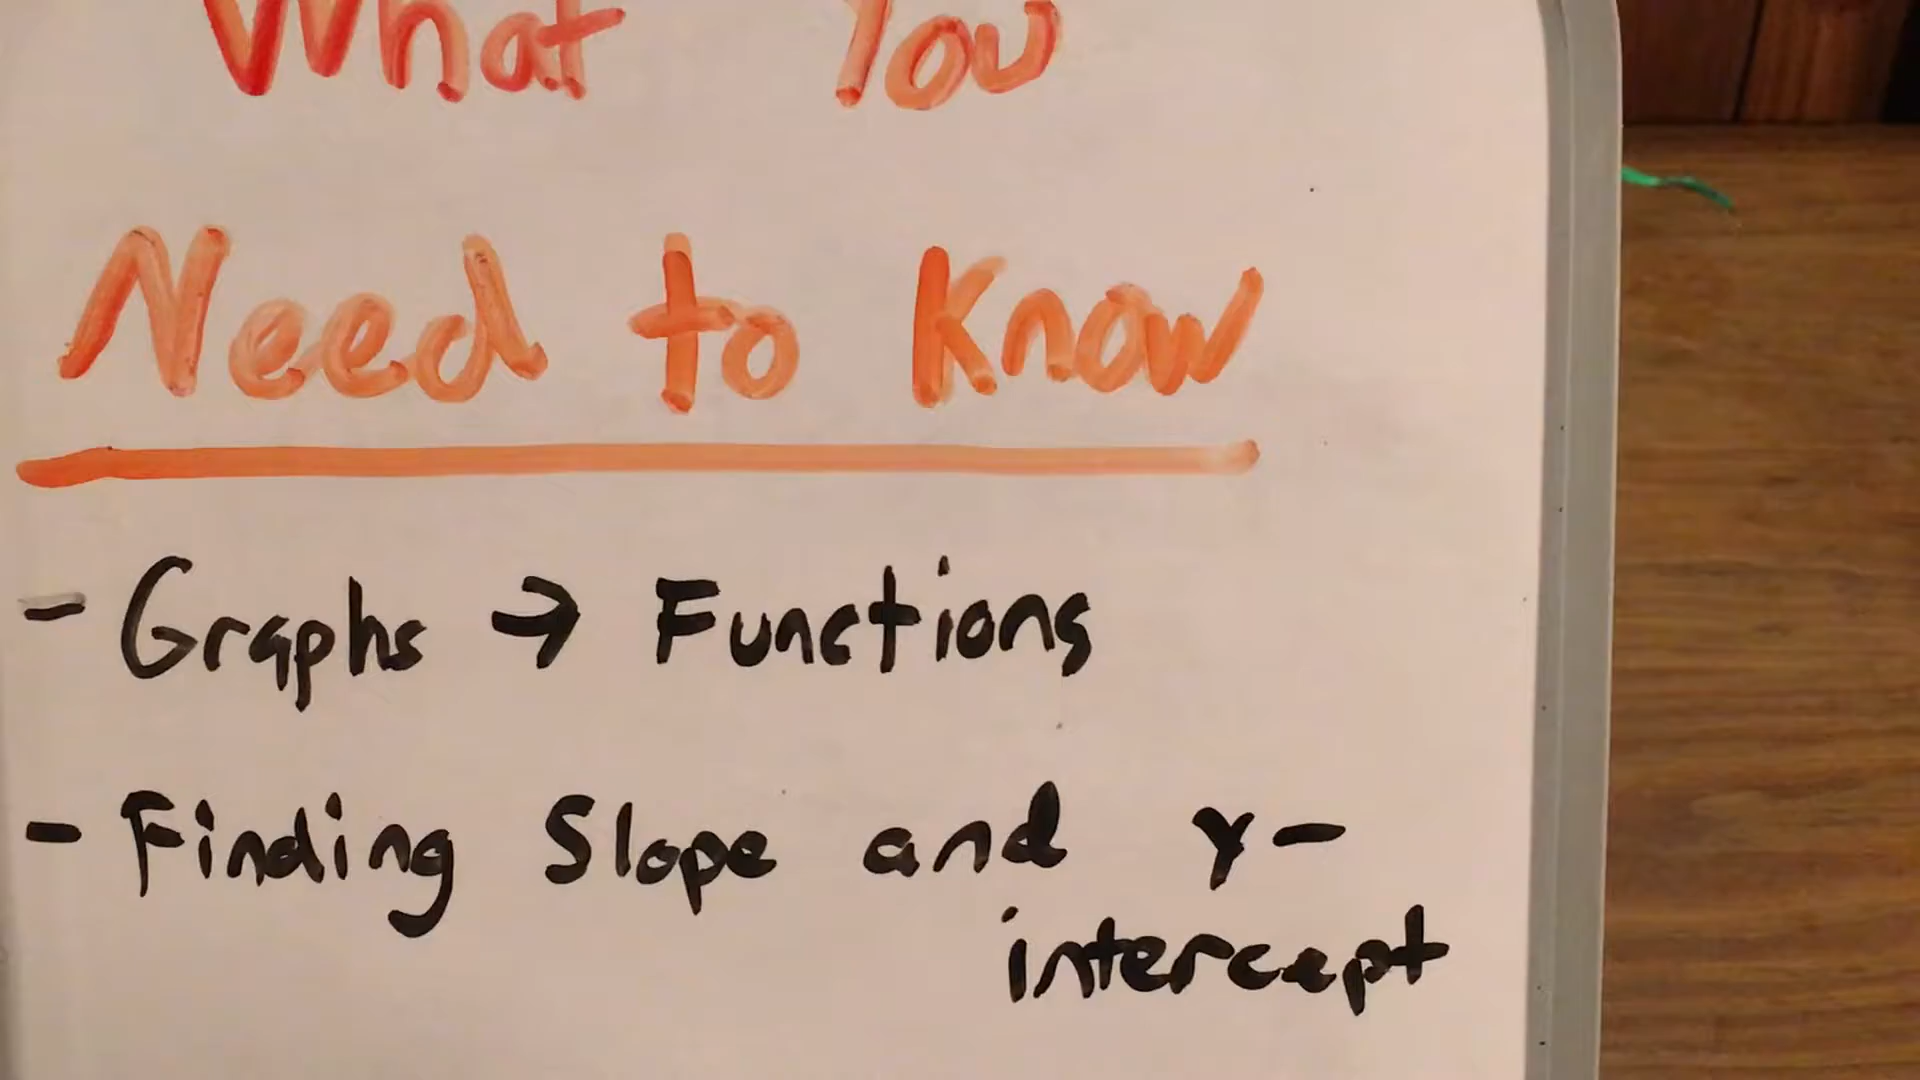 What You
Need to Know
- Graphs → Functions
- Finding Slope and y-
intercept